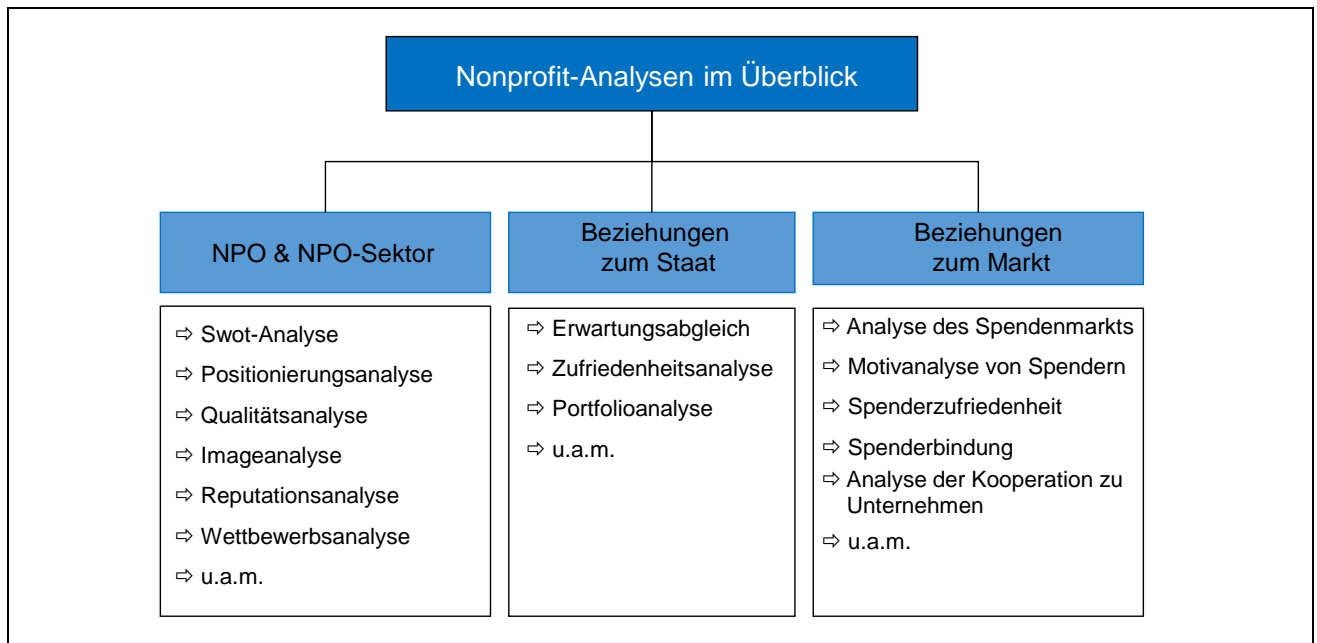 Nonprofit-Analysen im Überblick
NPO & NPO-Sektor
⇨ Swot-Analyse
⇨ Positionierungsanalyse
⇨ Qualitätsanalyse
⇨ Imageanalyse
⇨ Reputationsanalyse
⇨ Wettbewerbsanalyse
⇨ u.a.m.
Beziehungen
zum Staat
⇨ Erwartungsabgleich
⇨ Zufriedenheitsanalyse
⇨ Portfolioanalyse
⇨ u.a.m.
Beziehungen
zum Markt
⇨ Analyse des Spendenmarkts
⇨ Motivanalyse von Spendern
⇨ Spenderzufriedenheit
⇨ Spenderbindung
⇨ Analyse der Kooperation zu
Unternehmen
⇨ u.a.m.